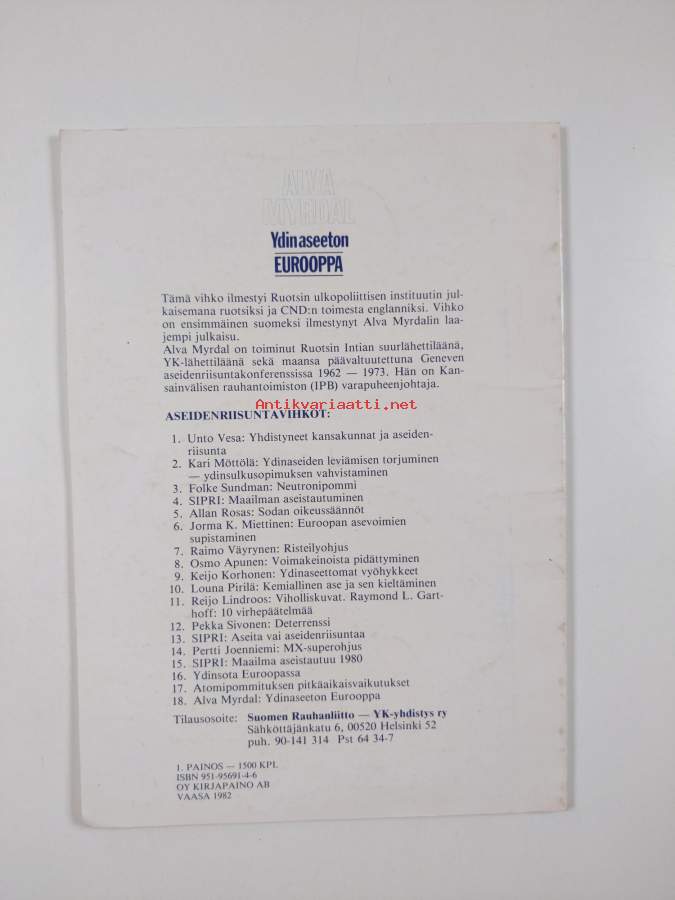 ALVA
MYRDAL
Ydinaseeton
EUROOPPA
Tämä vihko ilmestyi Ruotsin ulkopoliittisen instituutin jul-
kaisemana ruotsiksi ja CND:n toimesta englanniksi. Vihko
on ensimmäinen suomeksi ilmestynyt Alva Myrdalin laa-
jempi julkaisu.
Alva Myrdal on toiminut Ruotsin Intian suurlähettiläänä,
YK-lähettiläänä sekä maansa päävaltuutettuna Geneven
aseidenriisuntakonferenssissa 1962 — 1973. Hän on Kan-
sainvälisen rauhantoimiston (IPB) varapuheenjohtaja.
Antikvariaatti.net
ASEIDENRIISUNTAVIHKOT:
1. Unto Vesa: Yhdistyneet kansakunnat ja aseiden-
riisunta
2. Kari Möttölä: Ydinaseiden leviämisen torjuminen
— ydinsulkusopimuksen vahvistaminen
3. Folke Sundman: Neutronipommi
4. SIPRI: Maailman aseistautuminen
5. Allan Rosas: Sodan oikeussäännöt
6. Jorma K. Miettinen: Euroopan asevoimien
supistaminen
7. Raimo Väyrynen: Risteilyohjus
8. Osmo Apunen: Voimakeinoista pidättyminen
9. Keijo Korhonen: Ydinaseettomat vyöhykkeet
10. Louna Pirilä: Kemiallinen ase ja sen kieltäminen
11. Reijo Lindroos: Viholliskuvat. Raymond L. Gart-
hoff: 10 virhepäätelmää
12. Pekka Sivonen: Deterrenssi
13. SIPRI: Aseita vai aseidenriisuntaa
14. Pertti Joenniemi: MX-superohjus
15. SIPRI: Maailma aseistautuu 1980
16. Ydinsota Euroopassa
17. Atomipommituksen pitkäaikaisvaikutukset
18. Alva Myrdal: Ydinaseeton Eurooppa
Tilausosoite: Suomen Rauhanliitto — YK-yhdistys ry
Sähköttäjänkatu 6, 00520 Helsinki 52
puh. 90-141 314 Pst 64 34-7
1. PAINOS — 1500 KPL
ISBN 951-95691-4-6
OY KIRJAPAINO AB
VAASA 1982